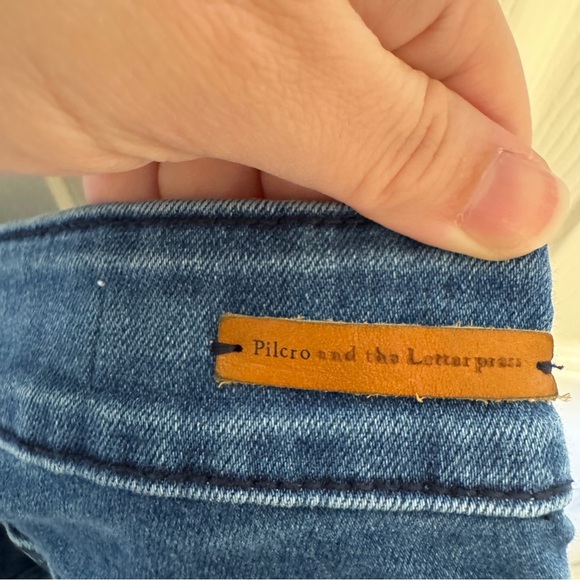 Pilcro and the Letterpress